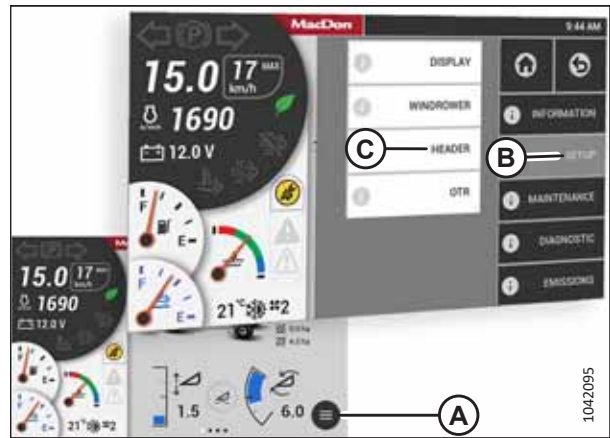 MacDon
9:44 AM
15.0 17 MAX
km/h
1690
12.0 V
F
E
F
21°C 2
DISPLAY
WINDROWER
HEADER
OTR
INFORMATION
SETUP
MAINTENANCE
DIAGNOSTIC
EMISSIONS
C
B
15.0 17
1690
12.0 V
F
E
F
21°C 2
1.5
6.0
A
1042095